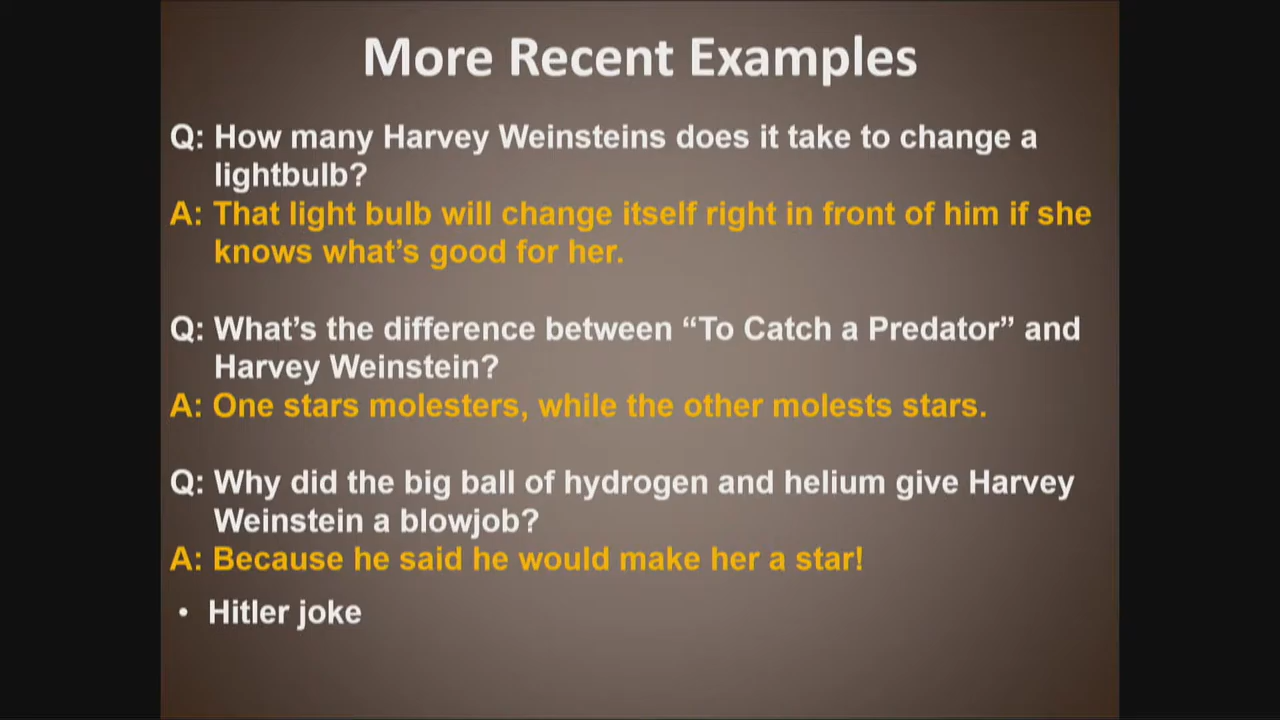 More Recent Examples
Q: How many Harvey Weinsteins does it take to change a
lightbulb?
A: That light bulb will change itself right in front of him if she
knows what’s good for her.
Q: What’s the difference between “To Catch a Predator” and
Harvey Weinstein?
A: One stars molesters, while the other molests stars.
Q: Why did the big ball of hydrogen and helium give Harvey
Weinstein a blowjob?
A: Because he said he would make her a star!
• Hitler joke